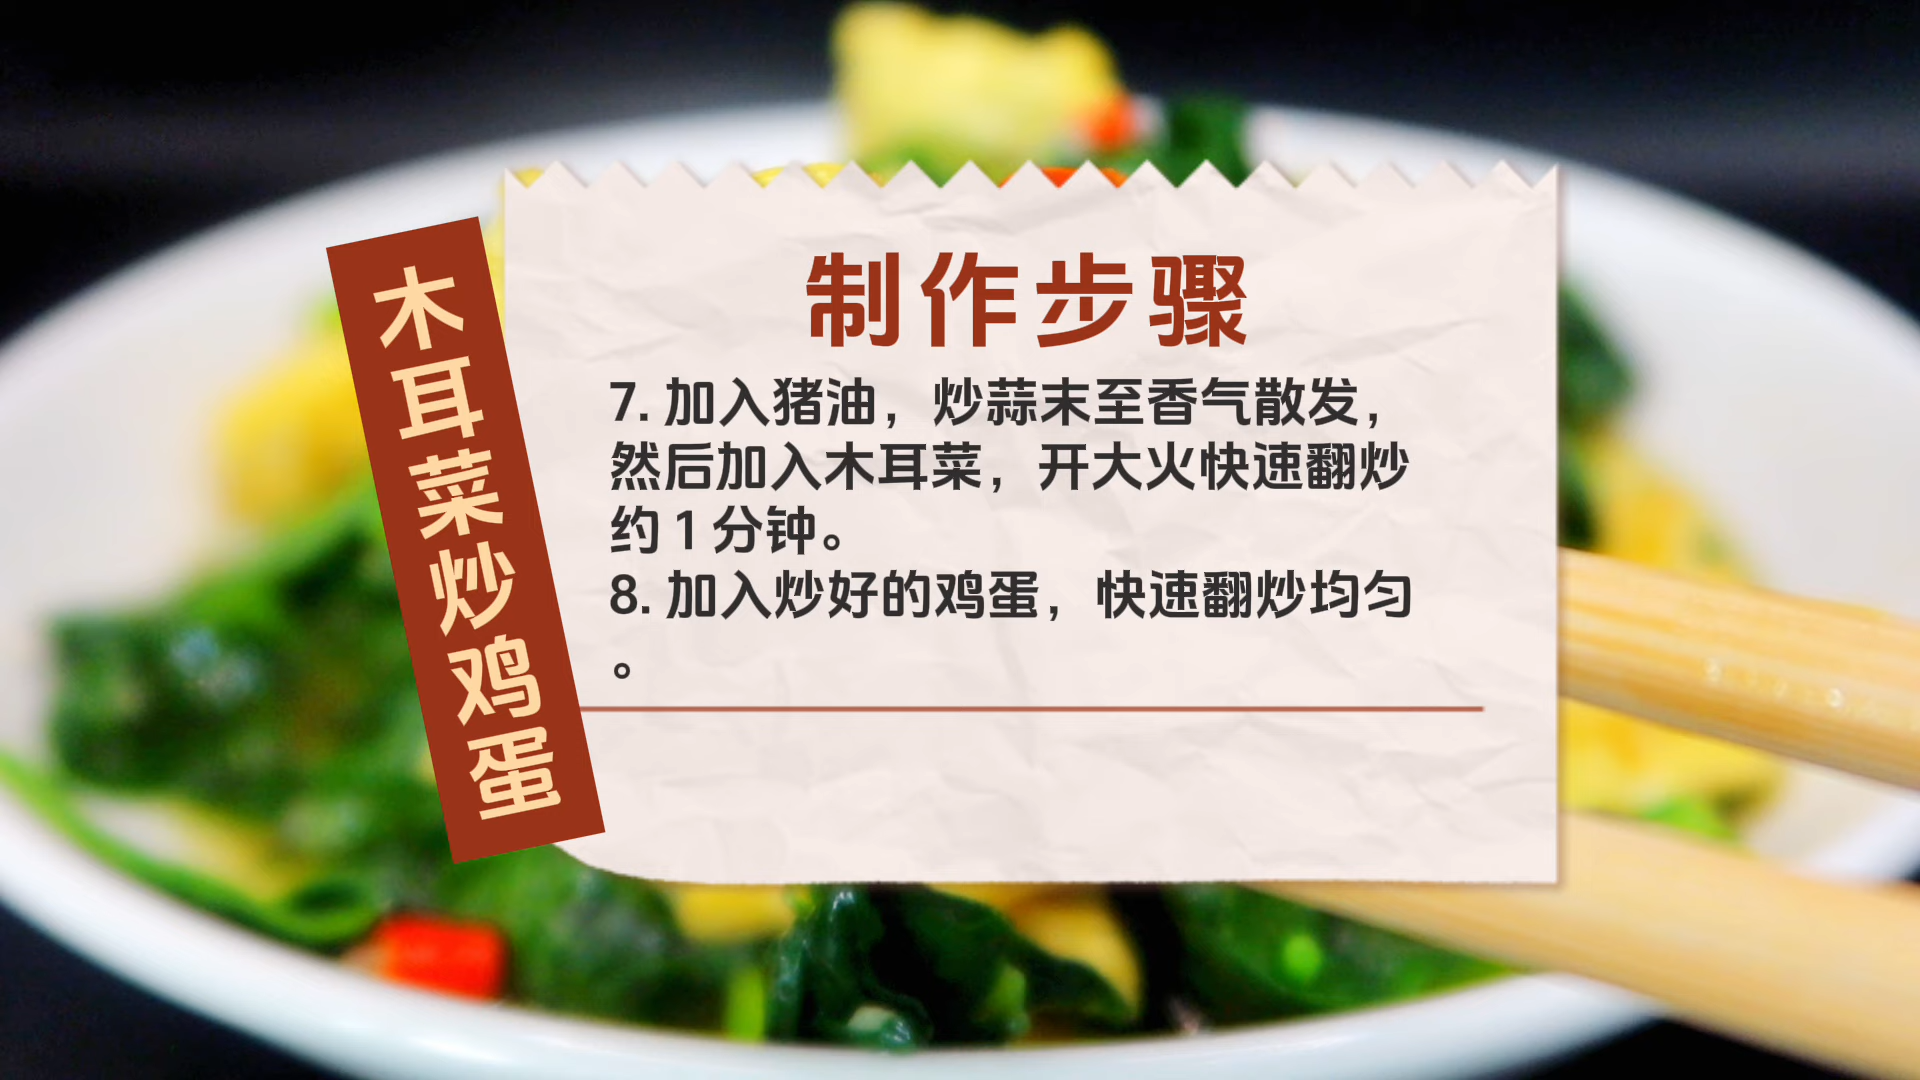 木耳菜炒鸡蛋
制作步骤
7. 加入猪油，炒蒜末至香气散发，
然后加入木耳菜，开大火快速翻炒
约 1 分钟。
8. 加入炒好的鸡蛋，快速翻炒均匀
。